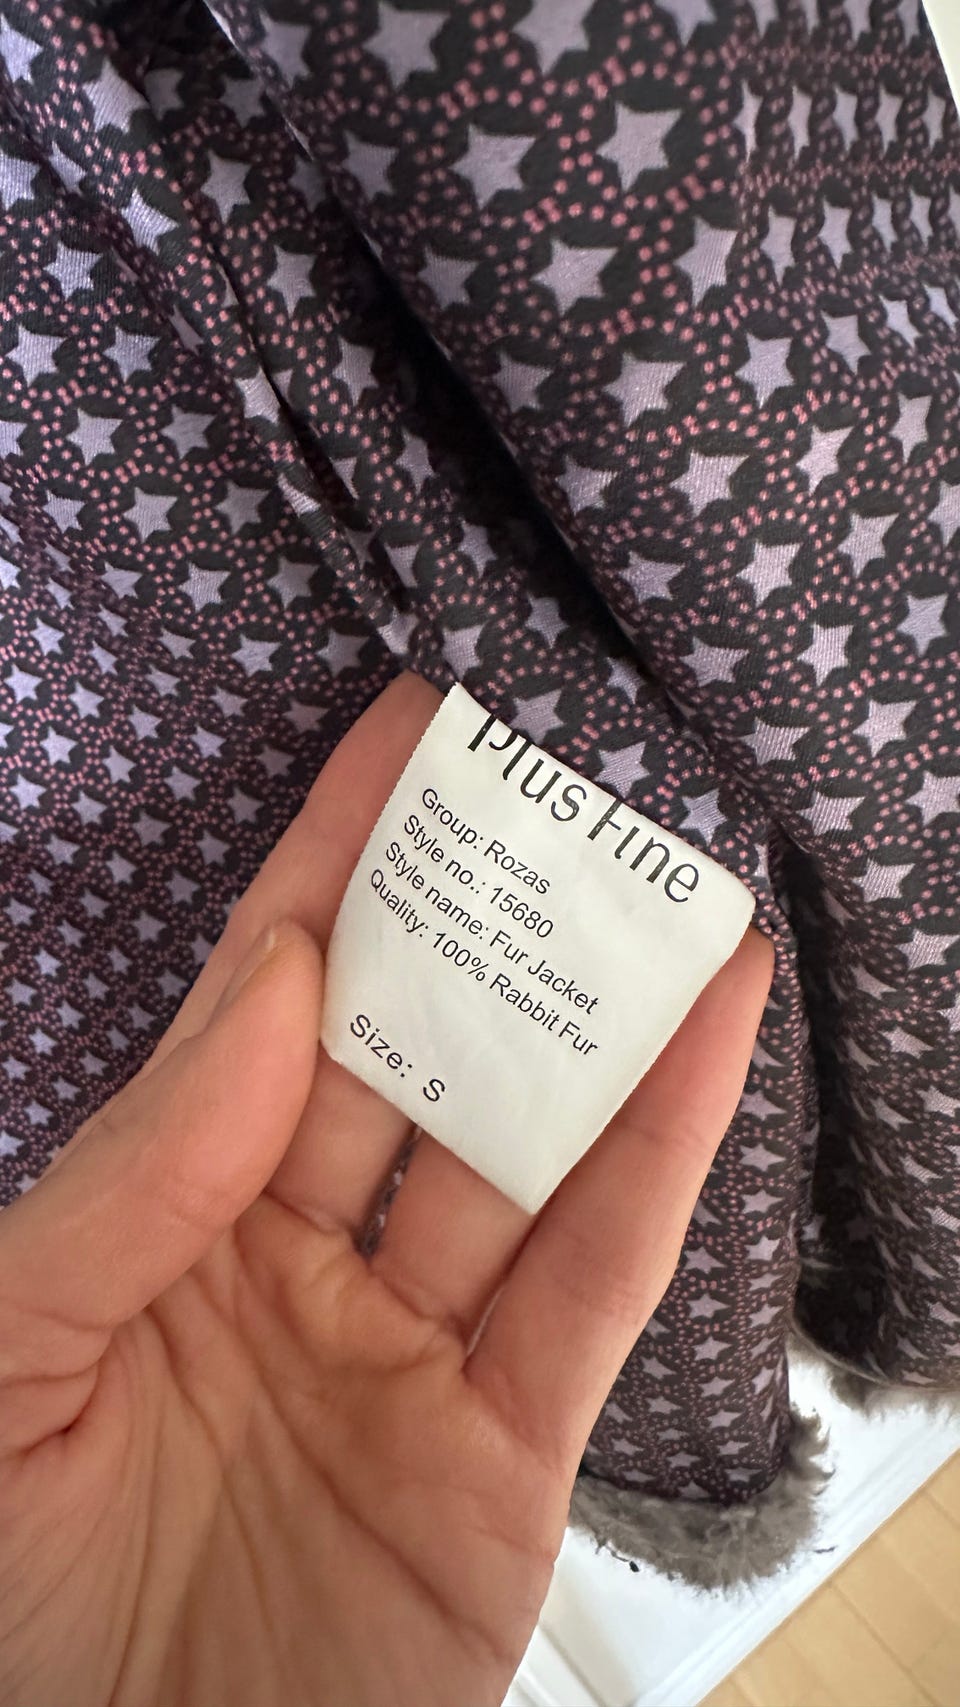 plus Fine
Group: Rozas
Style no.: 15680
Style name: Fur Jacket
Quality: 100% Rabbit Fur
Size: S